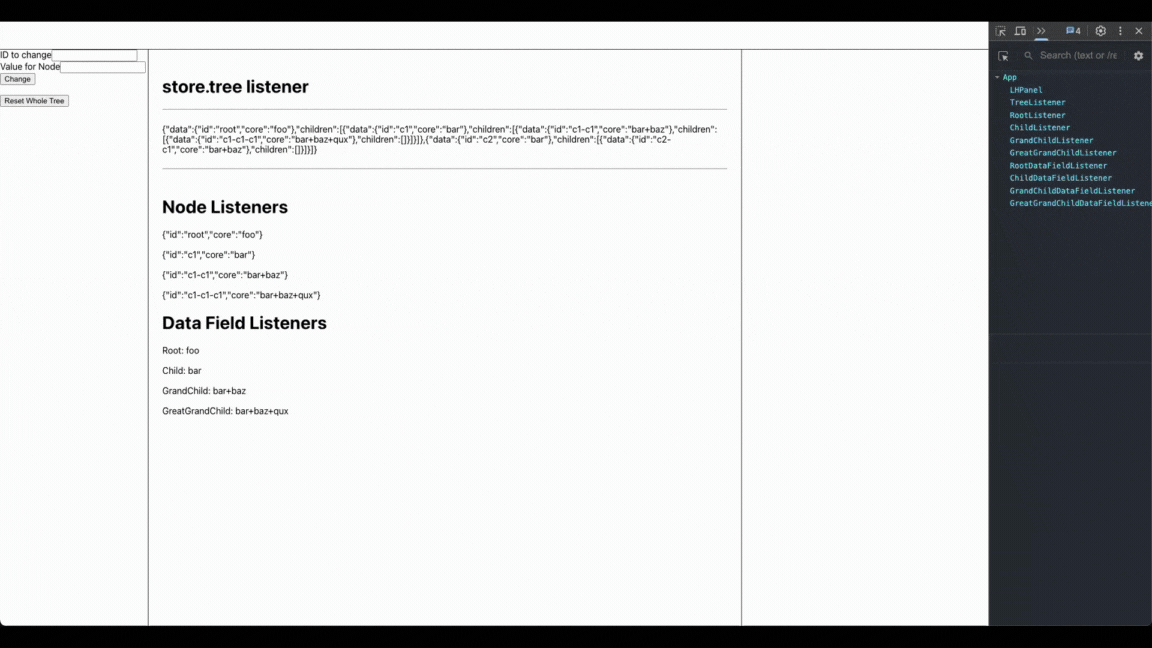 ID to change
Value for Node
Change
Reset Whole Tree
store.tree listener
{"data":{"id":"root","core":"foo"},"children":[{"data":{"id":"c1","core":"bar"},"children":[{"data":{"id":"c1-c1","core":"bar+baz"},"children":
[{"data":{"id":"c1-c1-c1","core":"bar+baz+qux"},"children":[]}]}]},{"data":{"id":"c2","core":"bar"},"children":[{"data":{"id":"c2-
c1","core":"bar+baz"},"children":[]}]}]}
Node Listeners
{"id":"root","core":"foo"}
{"id":"c1","core":"bar"}
{"id":"c1-c1","core":"bar+baz"}
{"id":"c1-c1-c1","core":"bar+baz+qux"}
Data Field Listeners
Root: foo
Child: bar
GrandChild: bar+baz
GreatGrandChild: bar+baz+qux
4
Search (text or /re
App
LHPanel
TreeListener
RootListener
ChildListener
GrandChildListener
GreatGrandChildListener
RootDataFieldListener
ChildDataFieldListener
GrandChildDataFieldListener
GreatGrandChildDataFieldListene